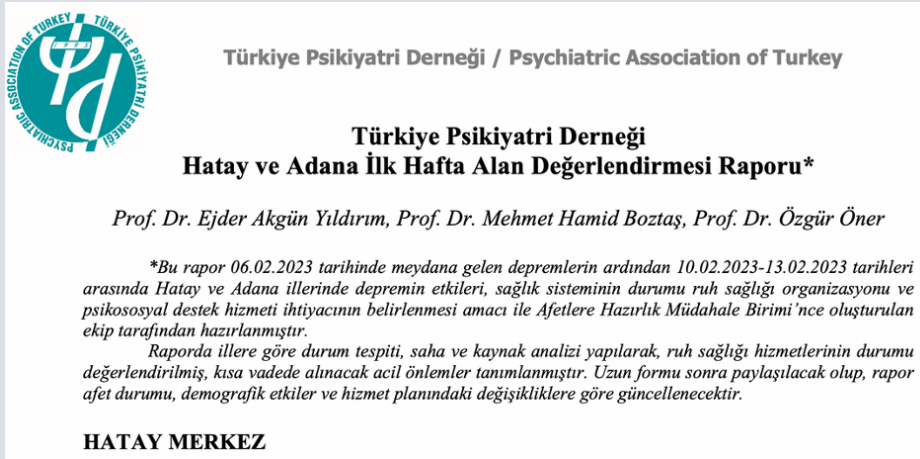 PSYCHIATRIC ASSOCIATION OF TURKEY
TÜRKİYE PSİKİYATRİ DERNEĞİ
Türkiye Psikiyatri Derneği / Psychiatric Association of Turkey
Türkiye Psikiyatri Derneği
Hatay ve Adana İlk Hafta Alan Değerlendirmesi Raporu*
Prof. Dr. Ejder Akgün Yıldırım, Prof. Dr. Mehmet Hamid Boztaş, Prof. Dr. Özgür Öner
*Bu rapor 06.02.2023 tarihinde meydana gelen depremlerin ardından 10.02.2023-13.02.2023 tarihleri
arasında Hatay ve Adana illerinde depremin etkileri, sağlık sisteminin durumu ruh sağlığı organizasyonu ve
psikososyal destek hizmeti ihtiyacının belirlenmesi amacı ile Afetlere Hazırlık Müdahale Birimi’nce oluşturulan
ekip tarafından hazırlanmıştır.
Raporda illere göre durum tespiti, saha ve kaynak analizi yapılarak, ruh sağlığı hizmetlerinin durumu
değerlendirilmiş, kısa vadede alınacak acil önlemler tanımlanmıştır. Uzun formu sonra paylaşılacak olup, rapor
afet durumu, demografik etkiler ve hizmet planındaki değişikliklere göre güncellenecektir.
HATAY MERKEZ